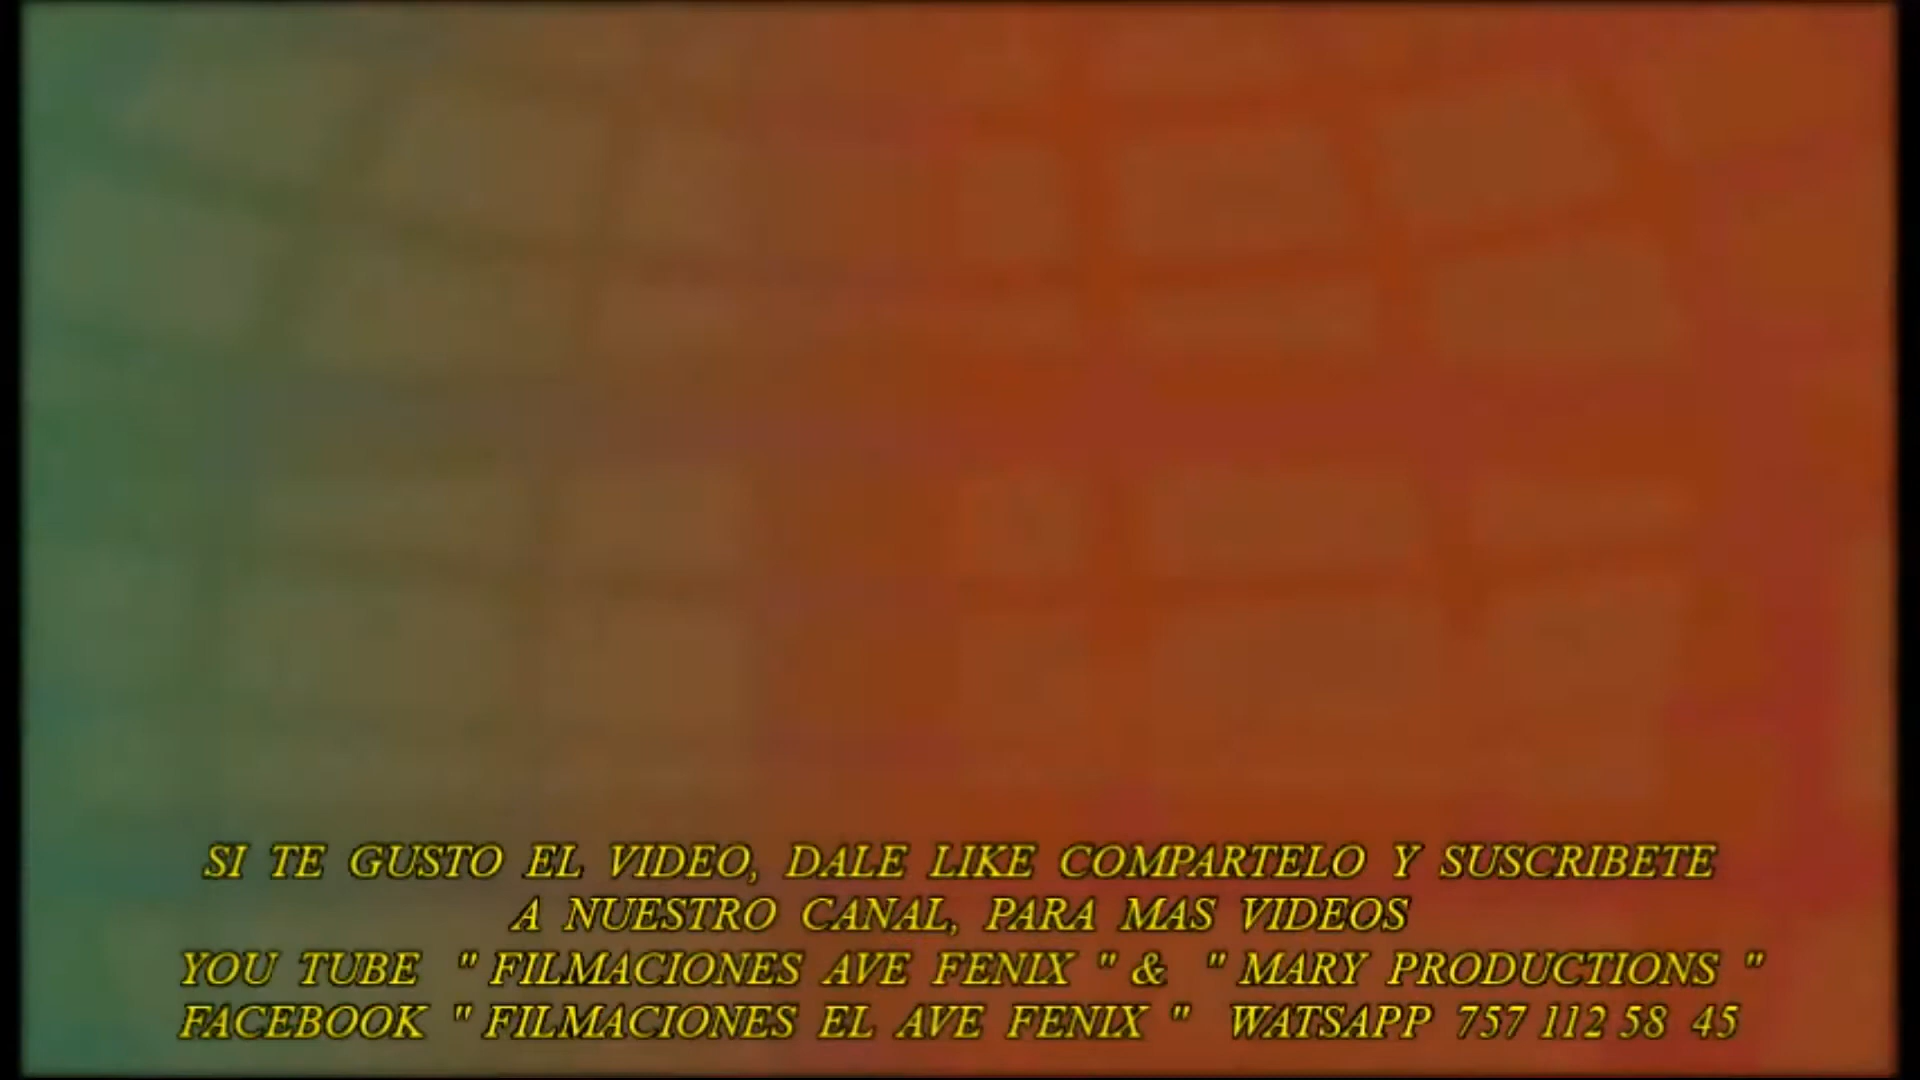 SI TE GUSTO EL VIDEO, DALE LIKE COMPARTELO Y SUSCRIBETE
A NUESTRO CANAL, PARA MAS VIDEOS
YOU TUBE " FILMACIONES AVE FENIX " & " MARY PRODUCTIONS "
FACEBOOK " FILMACIONES EL AVE FENIX " WATSAPP 757 112 58 45